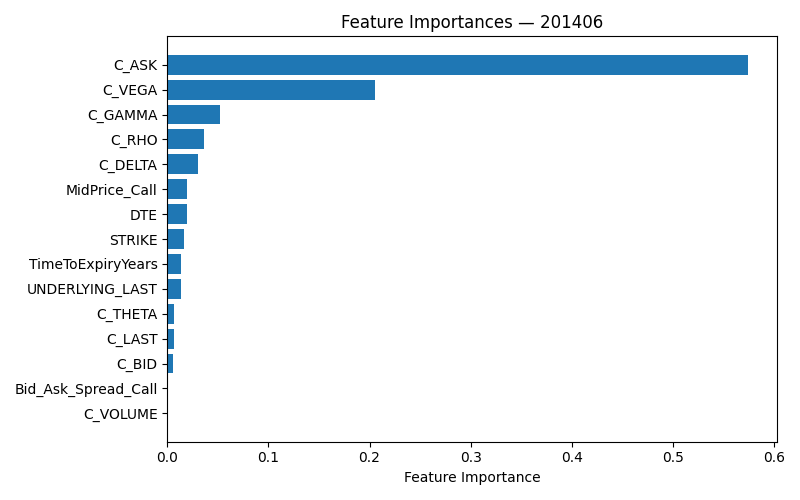 Feature Importances — 201406
C_ASK
C_VEGA
C_GAMMA
C_RHO
C_DELTA
MidPrice_Call
DTE
STRIKE
TimeToExpiryYears
UNDERLYING_LAST
C_THETA
C_LAST
C_BID
Bid_Ask_Spread_Call
C_VOLUME
0.0 0.1 0.2 0.3 0.4 0.5 0.6
Feature Importance